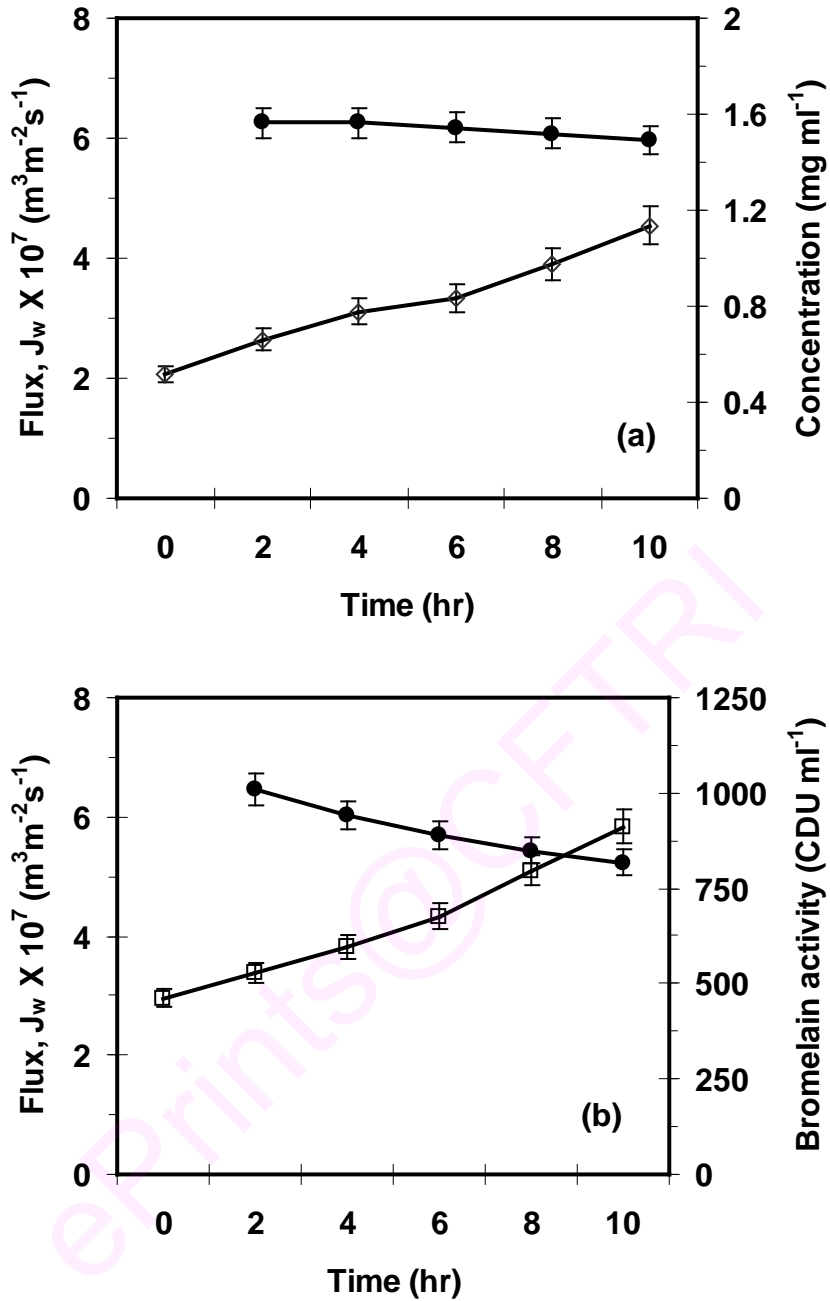 8
6
4
2
0
Flux, J_w X 10^7 (m^3m^-2s^-1)
2
1.6
1.2
0.8
0.4
0
Concentration (mg ml^-1)
(a)
0 2 4 6 8 10
Time (hr)
8
6
4
2
0
Flux, J_w X 10^7 (m^3m^-2s^-1)
1250
1000
750
500
250
0
Bromelain activity (CDU ml^-1)
(b)
0 2 4 6 8 10
Time (hr)
ePrints@CFTRI